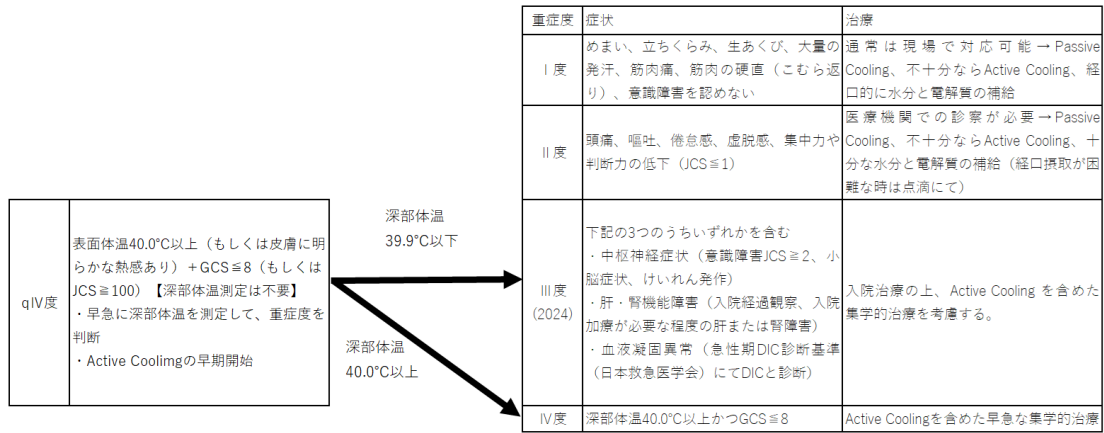 重症度 症状 治療
Ⅰ度
めまい、立ちくらみ、生あくび、大量の
発汗、筋肉痛、筋肉の硬直（こむら返
り）、意識障害を認めない
通常は現場で対応可能→Passive
Cooling、不十分ならActive Cooling、経
口的に水分と電解質の補給
Ⅱ度
頭痛、嘔吐、倦怠感、虚脱感、集中力や
判断力の低下（JCS≦1）
医療機関での診察が必要→Passive
Cooling、不十分ならActive Cooling、十
分な水分と電解質の補給（経口摂取が困
難な時は点滴にて）
qⅣ度
表面体温40.0℃以上（もしくは皮膚に明
らかな熱感あり）＋GCS≦8（もしくは
JCS≧100）【深部体温測定は不要】
・早急に深部体温を測定して、重症度を
判断
・Active Coolimgの早期開始
深部体温
39.9℃以下
深部体温
40.0℃以上
Ⅲ度
(2024)
下記の3つのうちいずれかを含む
・中枢神経症状（意識障害JCS≧2、小
脳症状、けいれん発作）
・肝・腎機能障害（入院経過観察、入院
加療が必要な程度の肝または腎障害）
・血液凝固異常（急性期DIC診断基準
（日本救急医学会）にてDICと診断）
入院治療の上、Active Cooling を含めた
集学的治療を考慮する。
Ⅳ度
深部体温40.0℃以上かつGCS≦8
Active Coolingを含めた早急な集学的治療